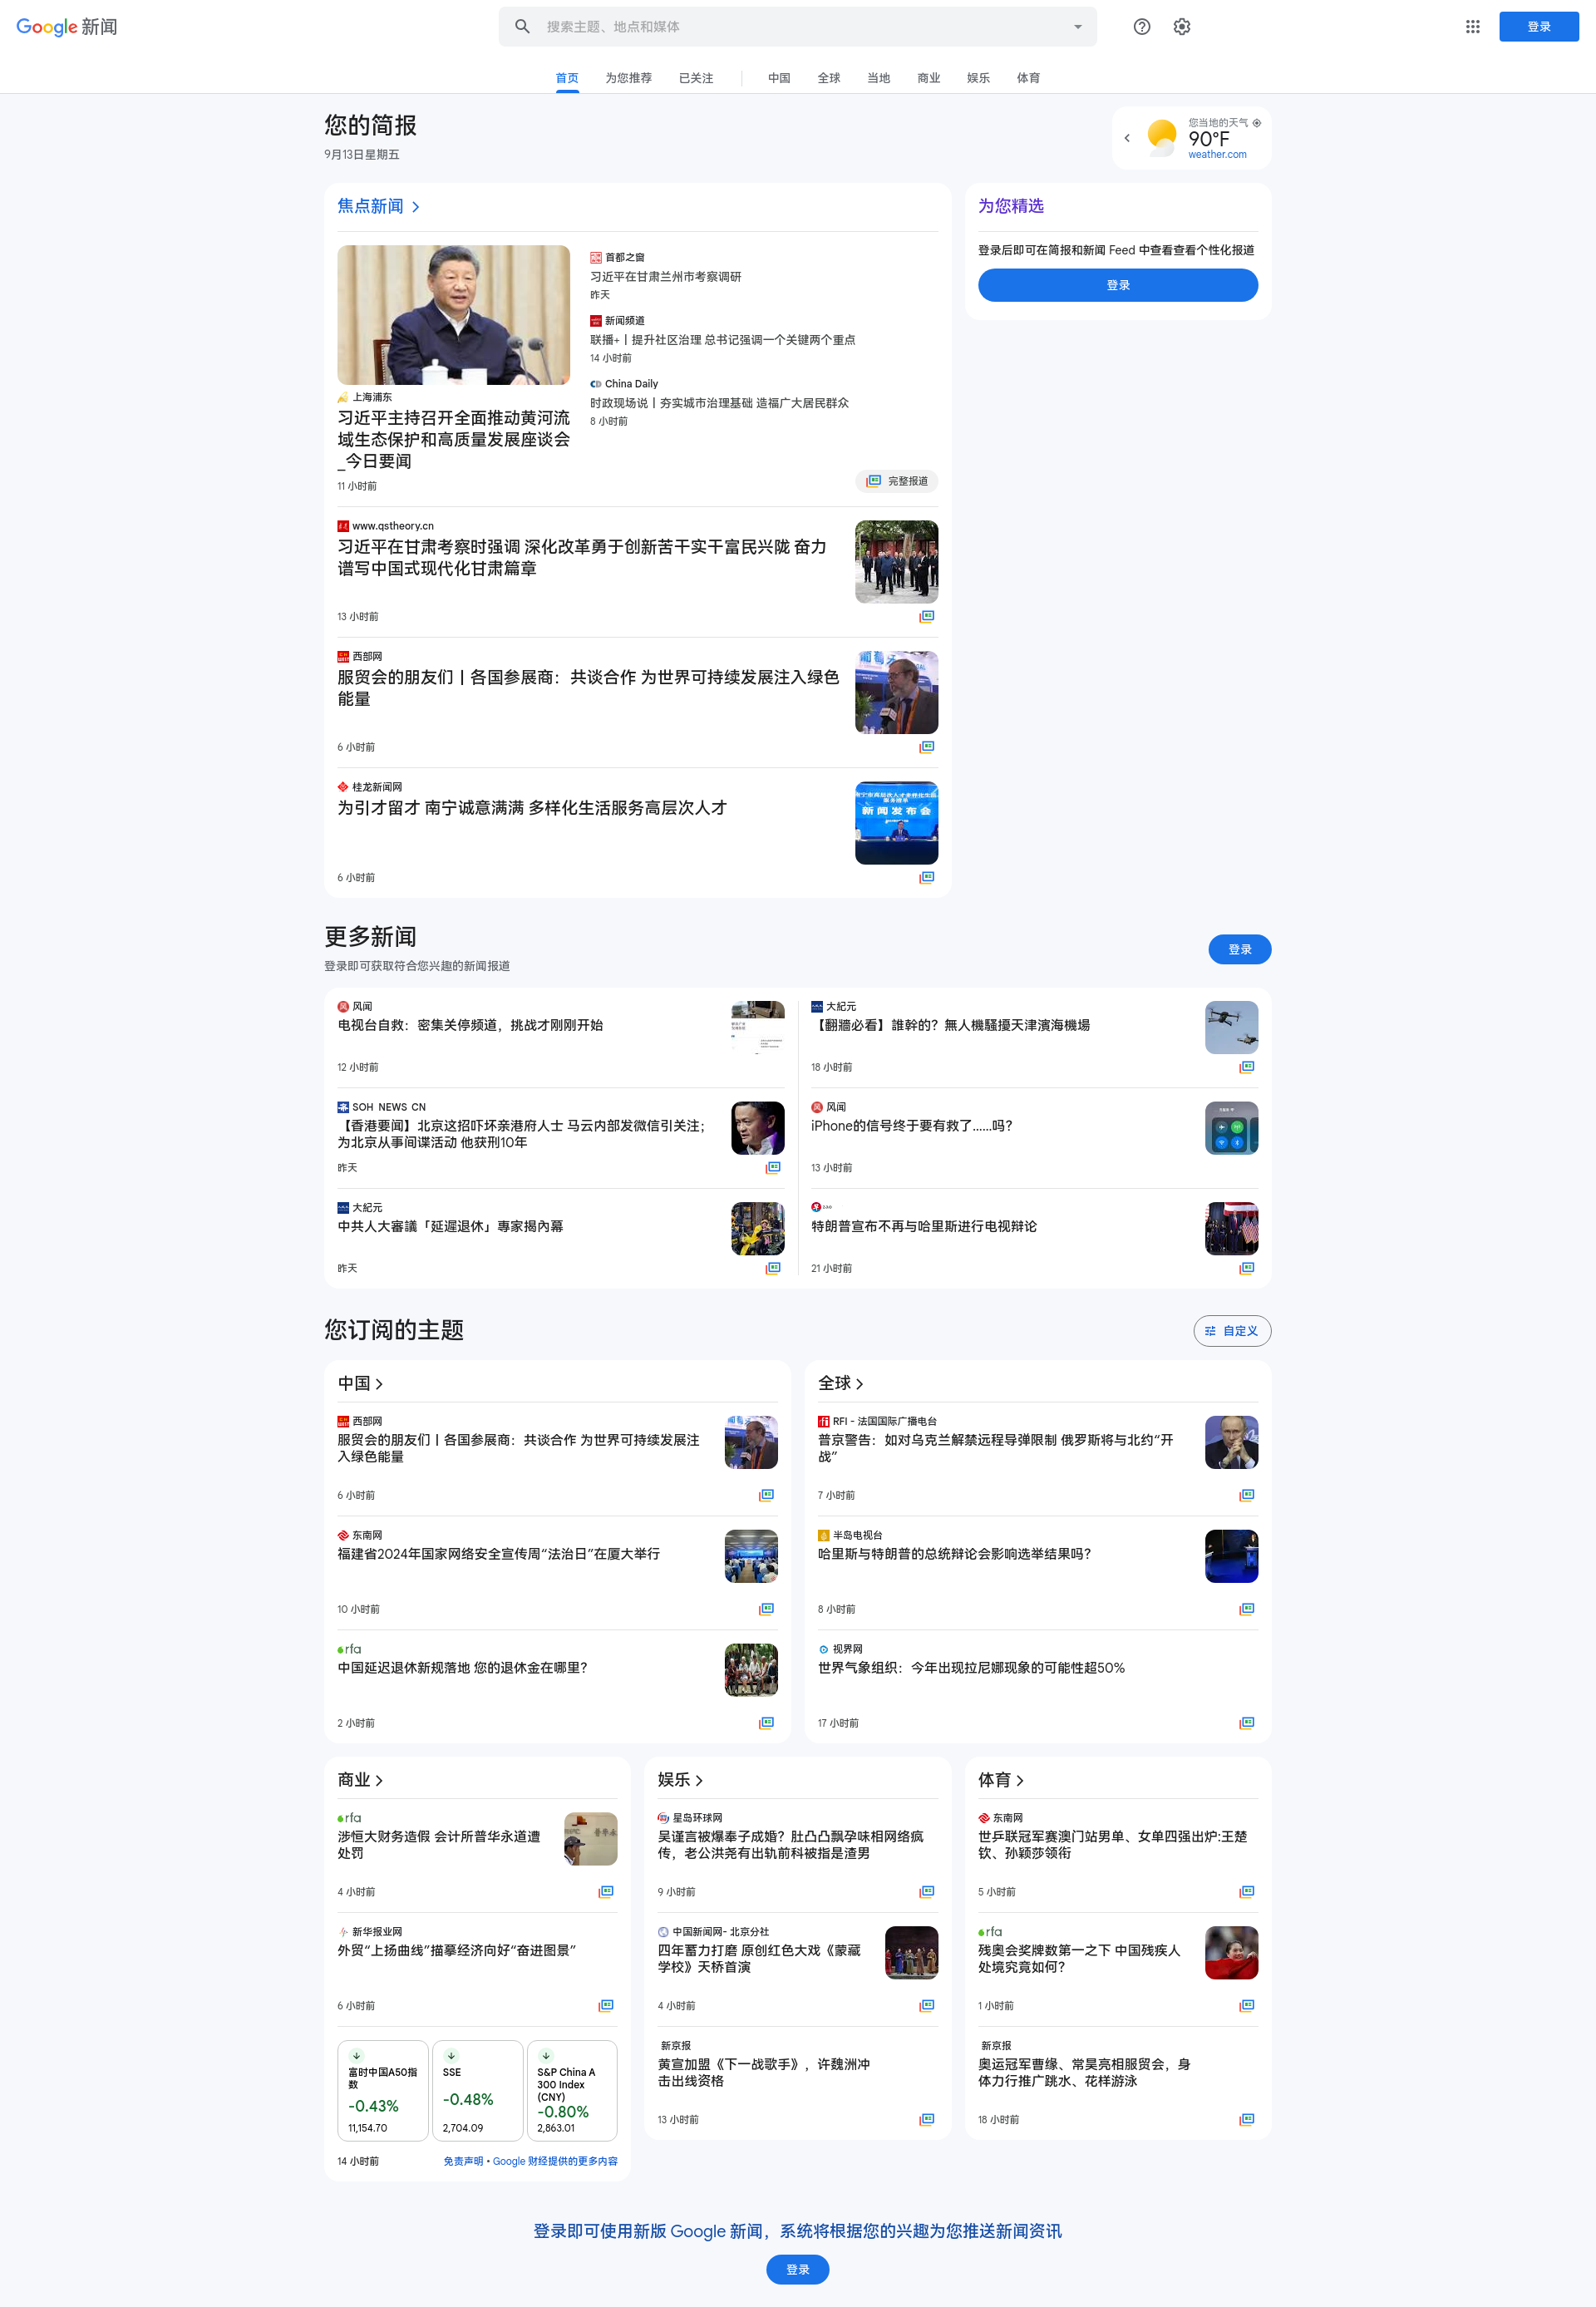 Google 新闻
搜索主题、地点和媒体
登录
首页
为您推荐
已关注
中国
全球
当地
商业
娱乐
体育
您的简报
9月13日星期五
您当地的天气
90°F
weather.com
焦点新闻
上海浦东
习近平主持召开全面推动黄河流
域生态保护和高质量发展座谈会
_今日要闻
11 小时前
首都之窗
习近平在甘肃兰州市考察调研
昨天
新闻频道
联播+丨提升社区治理 总书记强调一个关键两个重点
14 小时前
China Daily
时政现场说丨夯实城市治理基础 造福广大居民群众
8 小时前
完整报道
www.qstheory.cn
习近平在甘肃考察时强调 深化改革勇于创新苦干实干富民兴陇 奋力
谱写中国式现代化甘肃篇章
13 小时前
西部网
服贸会的朋友们丨各国参展商：共谈合作 为世界可持续发展注入绿色
能量
6 小时前
桂龙新闻网
为引才留才 南宁诚意满满 多样化生活服务高层次人才
新闻发布会
6 小时前
为您精选
登录后即可在简报和新闻 Feed 中查看查看个性化报道
登录
更多新闻
登录即可获取符合您兴趣的新闻报道
登录
风闻
电视台自救：密集关停频道，挑战才刚刚开始
12 小时前
SOH NEWS CN
【香港要闻】北京这招吓坏亲港府人士 马云内部发微信引关注；
为北京从事间谍活动 他获刑10年
昨天
大紀元
中共人大審議「延遲退休」專家揭內幕
昨天
大紀元
【翻牆必看】誰幹的？無人機騷擾天津濱海機場
18 小时前
风闻
iPhone的信号终于要有救了……吗？
13 小时前
特朗普宣布不再与哈里斯进行电视辩论
21 小时前
您订阅的主题
自定义
中国
西部网
服贸会的朋友们丨各国参展商：共谈合作 为世界可持续发展注
入绿色能量
6 小时前
东南网
福建省2024年国家网络安全宣传周“法治日”在厦大举行
10 小时前
rfa
中国延迟退休新规落地 您的退休金在哪里？
2 小时前
全球
RFI - 法国国际广播电台
普京警告：如对乌克兰解禁远程导弹限制 俄罗斯将与北约“开
战”
7 小时前
半岛电视台
哈里斯与特朗普的总统辩论会影响选举结果吗？
8 小时前
视界网
世界气象组织：今年出现拉尼娜现象的可能性超50%
17 小时前
商业
rfa
涉恒大财务造假 会计所普华永道遭
处罚
4 小时前
新华报业网
外贸“上扬曲线”描摹经济向好“奋进图景”
6 小时前
富时中国A50指
数
-0.43%
11,154.70
SSE
-0.48%
2,704.09
S&P China A
300 Index
(CNY)
-0.80%
2,863.01
14 小时前
免责声明 • Google 财经提供的更多内容
娱乐
星岛环球网
吴谨言被爆奉子成婚？肚凸凸飘孕味相网络疯
传，老公洪尧有出轨前科被指是渣男
9 小时前
中国新闻网- 北京分社
四年蓄力打磨 原创红色大戏《蒙藏
学校》天桥首演
4 小时前
新京报
黄宣加盟《下一战歌手》，许魏洲冲
击出线资格
13 小时前
体育
东南网
世乒联冠军赛澳门站男单、女单四强出炉:王楚
钦、孙颖莎领衔
5 小时前
rfa
残奥会奖牌数第一之下 中国残疾人
处境究竟如何？
1 小时前
新京报
奥运冠军曹缘、常昊亮相服贸会，身
体力行推广跳水、花样游泳
18 小时前
登录即可使用新版 Google 新闻，系统将根据您的兴趣为您推送新闻资讯
登录